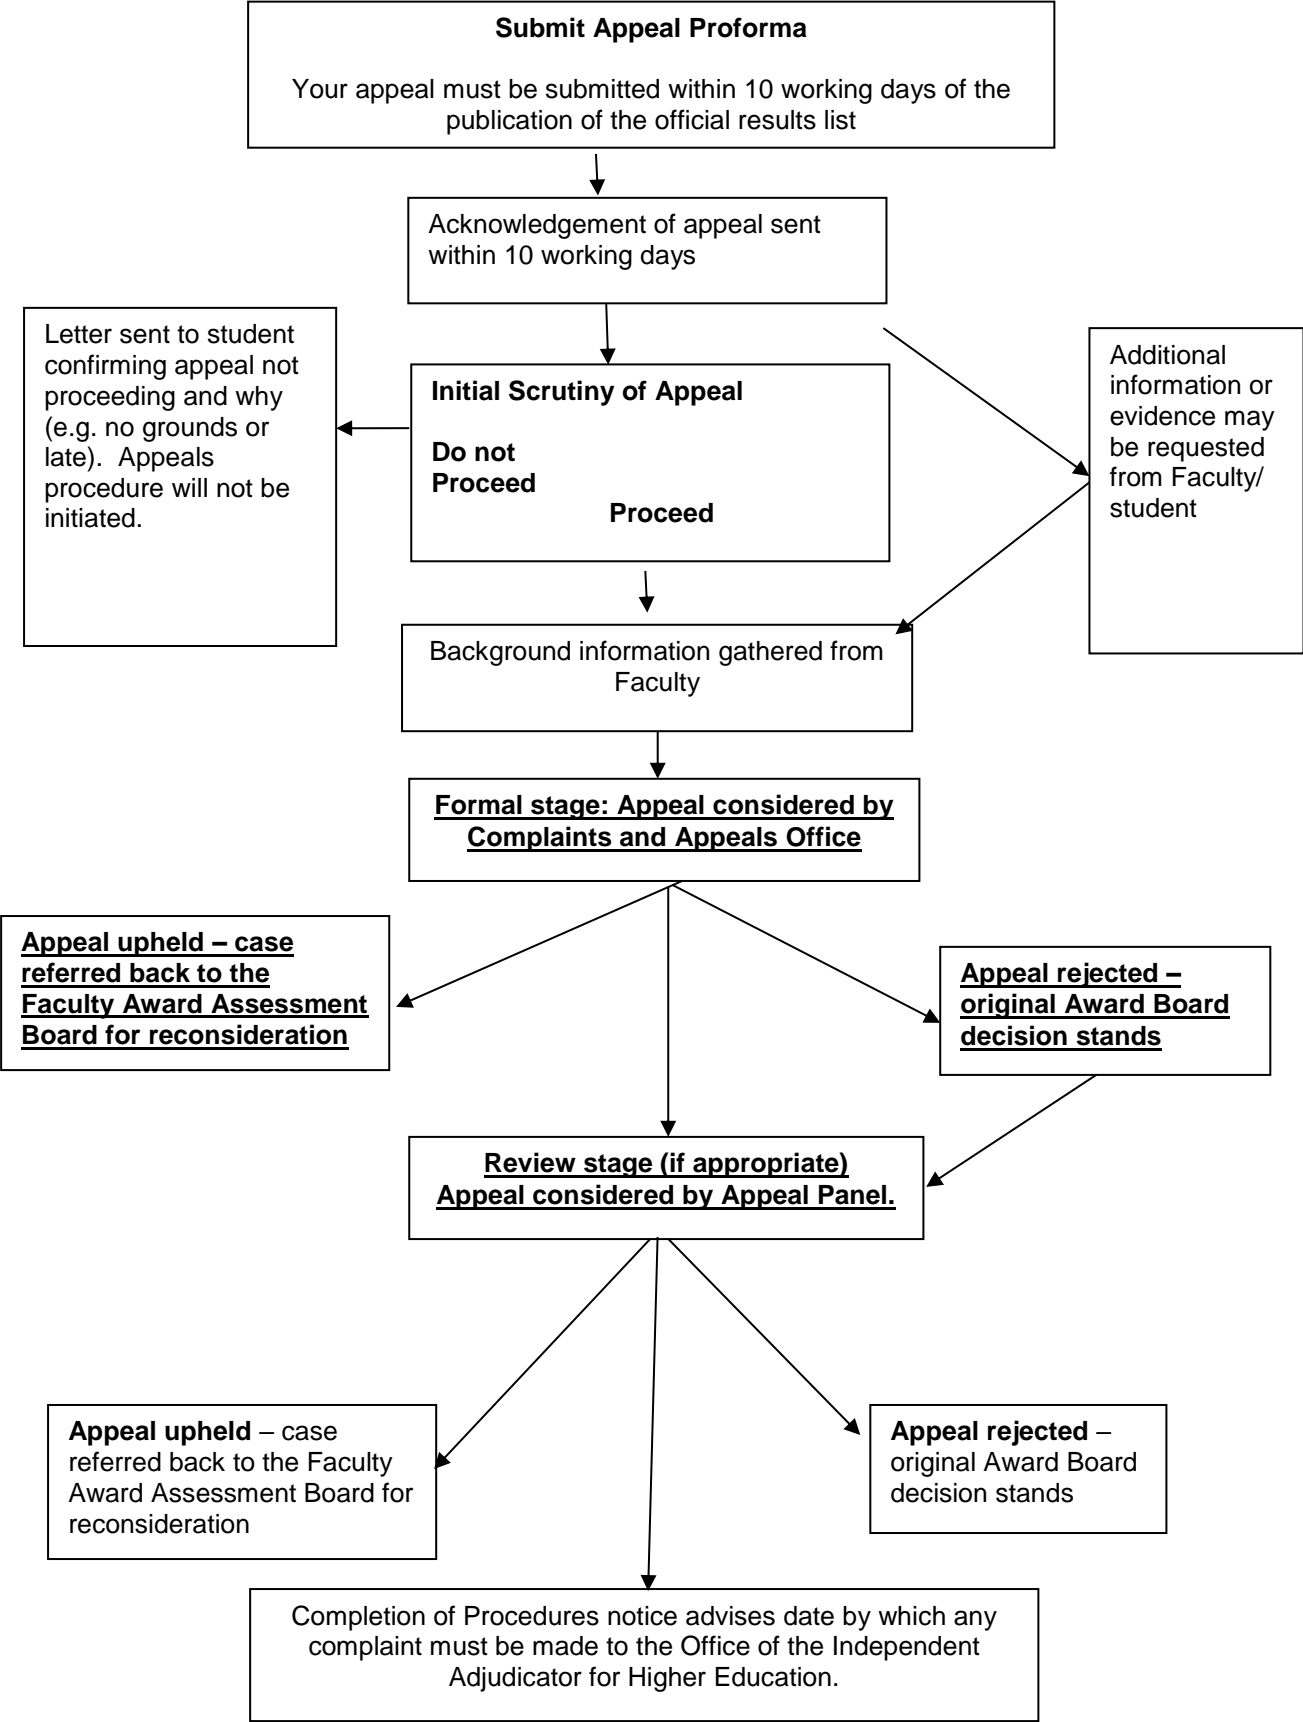 Submit Appeal Proforma
Your appeal must be submitted within 10 working days of the
publication of the official results list
Acknowledgement of appeal sent
within 10 working days
Letter sent to student
confirming appeal not
proceeding and why
(e.g. no grounds or
late).  Appeals
procedure will not be
initiated.
Initial Scrutiny of Appeal
Do not
Proceed
Proceed
Additional
information or
evidence may
be requested
from Faculty/
student
Background information gathered from
Faculty
Formal stage: Appeal considered by
Complaints and Appeals Office
Appeal upheld – case
referred back to the
Faculty Award Assessment
Board for reconsideration
Appeal rejected –
original Award Board
decision stands
Review stage (if appropriate)
Appeal considered by Appeal Panel.
Appeal upheld – case
referred back to the Faculty
Award Assessment Board for
reconsideration
Appeal rejected –
original Award Board
decision stands
Completion of Procedures notice advises date by which any
complaint must be made to the Office of the Independent
Adjudicator for Higher Education.